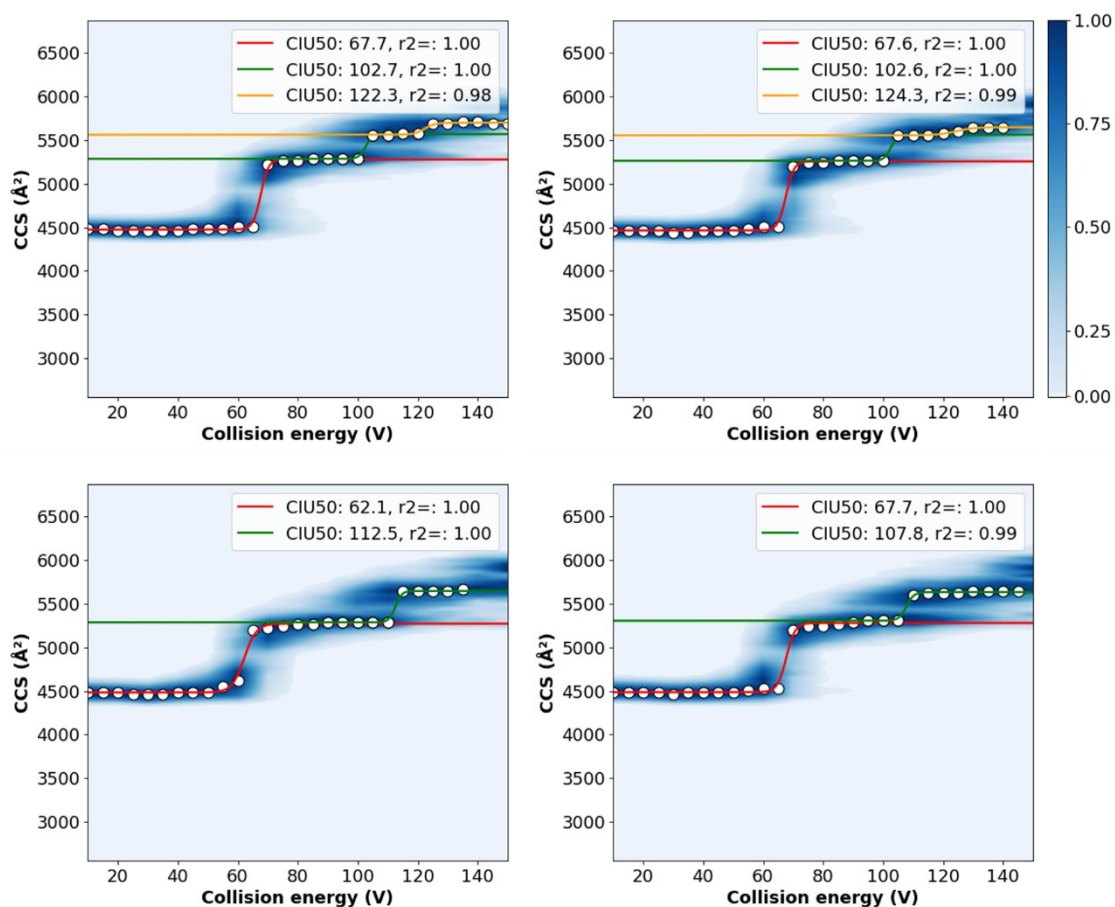 CIU50: 67.7, r2=: 1.00
CIU50: 102.7, r2=: 1.00
CIU50: 122.3, r2=: 0.98
6500
6000
5500
5000
4500
4000
3500
3000
CCS (Å²)
20 40 60 80 100 120 140
Collision energy (V)
CIU50: 67.6, r2=: 1.00
CIU50: 102.6, r2=: 1.00
CIU50: 124.3, r2=: 0.99
6500
6000
5500
5000
4500
4000
3500
3000
CCS (Å²)
20 40 60 80 100 120 140
Collision energy (V)
1.00
0.75
0.50
0.25
0.00
CIU50: 62.1, r2=: 1.00
CIU50: 112.5, r2=: 1.00
6500
6000
5500
5000
4500
4000
3500
3000
CCS (Å²)
20 40 60 80 100 120 140
Collision energy (V)
CIU50: 67.7, r2=: 1.00
CIU50: 107.8, r2=: 0.99
6500
6000
5500
5000
4500
4000
3500
3000
CCS (Å²)
20 40 60 80 100 120 140
Collision energy (V)